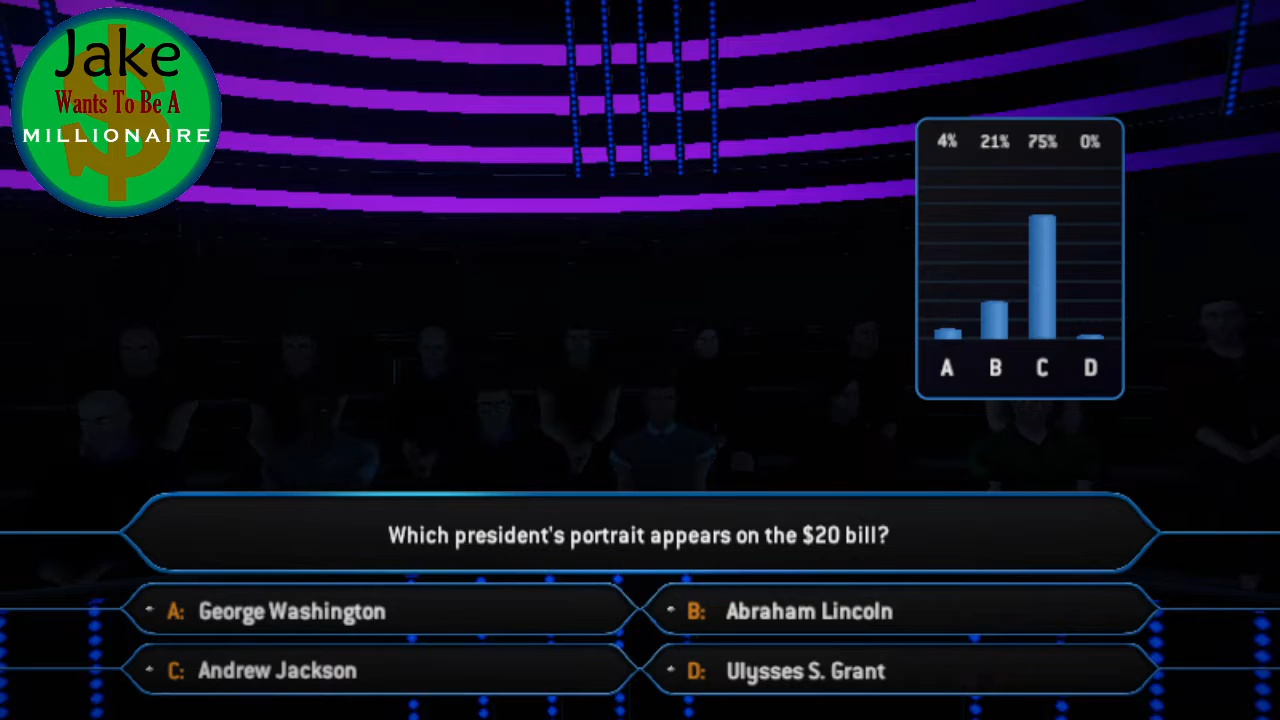 Jake
Wants To Be A
MILLIONAIRE
4% 21% 75% 0%
A B C D
Which president's portrait appears on the $20 bill?
A: George Washington
B: Abraham Lincoln
C: Andrew Jackson
D: Ulysses S. Grant